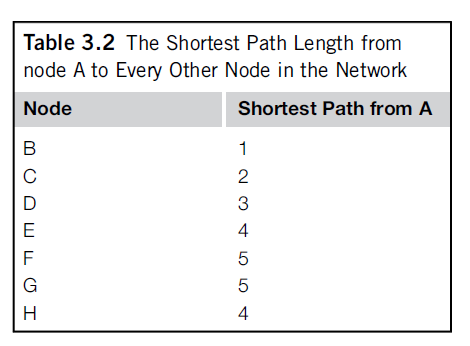 Table 3.2 The Shortest Path Length from
node A to Every Other Node in the Network
Node Shortest Path from A
B 1
C 2
D 3
E 4
F 5
G 5
H 4